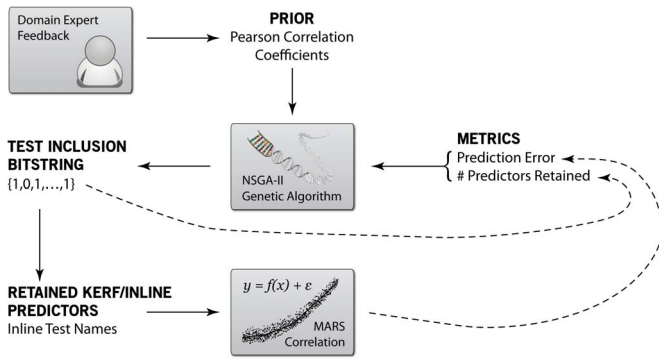 Domain Expert
Feedback
PRIOR
Pearson Correlation
Coefficients
TEST INCLUSION
BITSTRING
{1,0,1,...,1}
NSGA-II
Genetic Algorithm
METRICS
Prediction Error
# Predictors Retained
RETAINED KERF/INLINE
PREDICTORS
Inline Test Names
y = f(x) + ε
MARS
Correlation